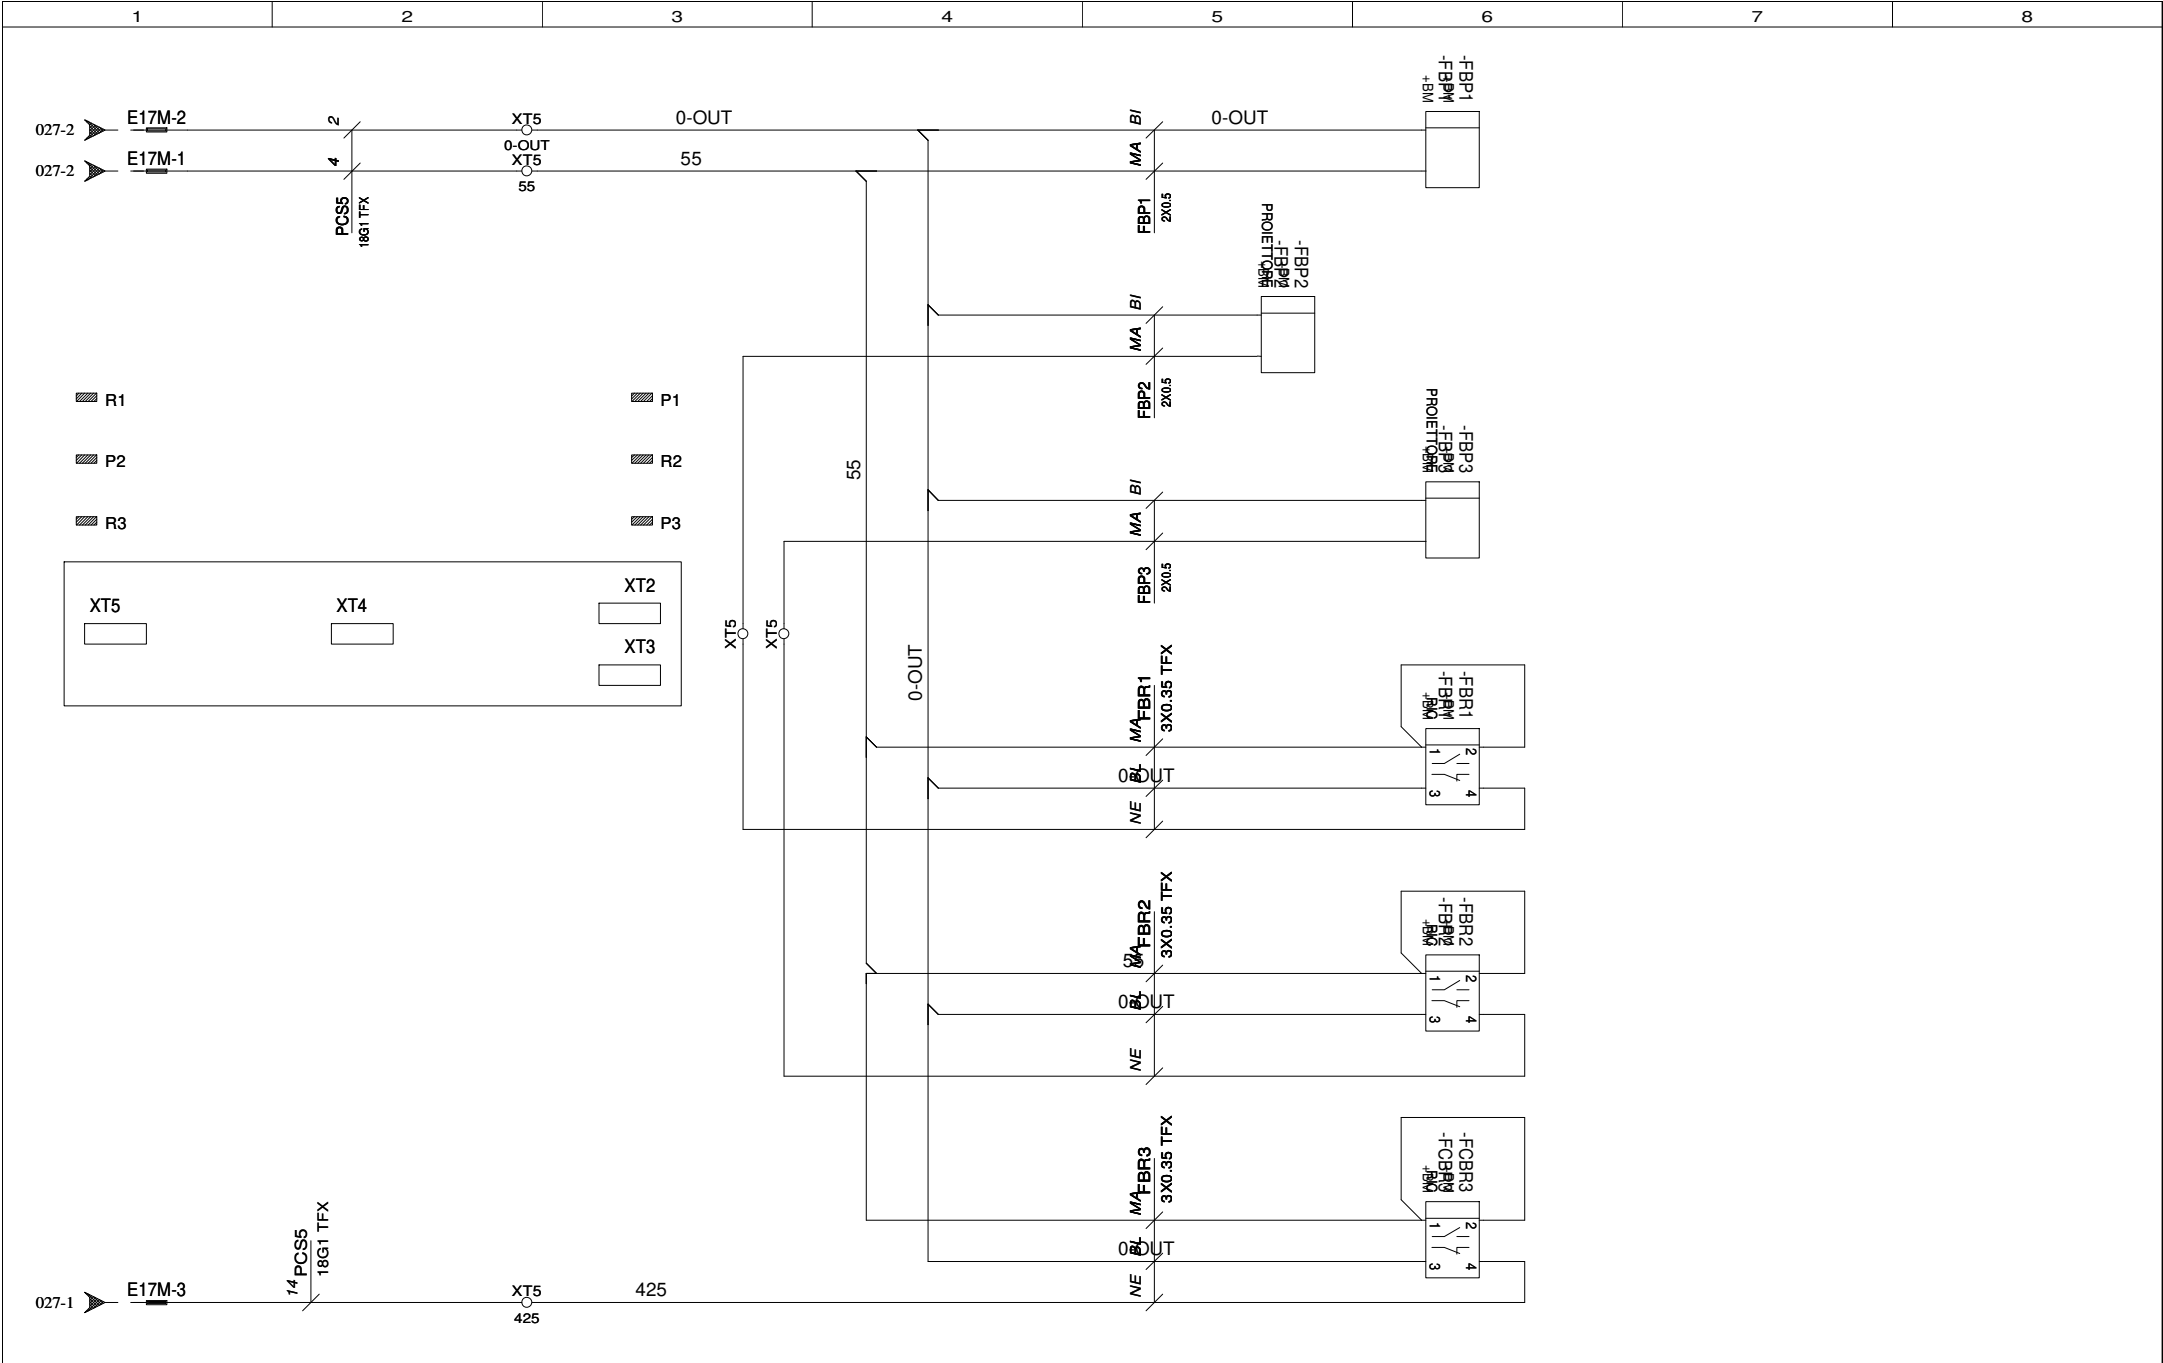 1 2 3 4 5 6 7 8
-FBP1
+BM
027-2 E17M-2 2 XT5 0-OUT BI 0-OUT
0-OUT
027-2 E17M-1 4 XT5 55 MA
55
PCS5
18G1 TFX
FBP1
2X0.5
PROIETTORE
-FBP2
BI
MA
FBP2
2X0.5
R1 P1
P2 R2
R3 P3
PROIETTORE
-FBP3
55
BI
MA
FBP3
2X0.5
XT5 XT4 XT2
XT3
XT5 XT5
0-OUT
FBR1
3X0.35 TFX
-FBR1
MA
1 2
0-OUT
BL
3 4
NE
FBR2
3X0.35 TFX
-FBR2
MA
55
1 2
0-OUT
BL
3 4
NE
FBR3
3X0.35 TFX
-FCBR3
MA
1 2
0-OUT
BL
3 4
NE
PCS5
18G1 TFX
027-1 E17M-3 14 XT5 425
425